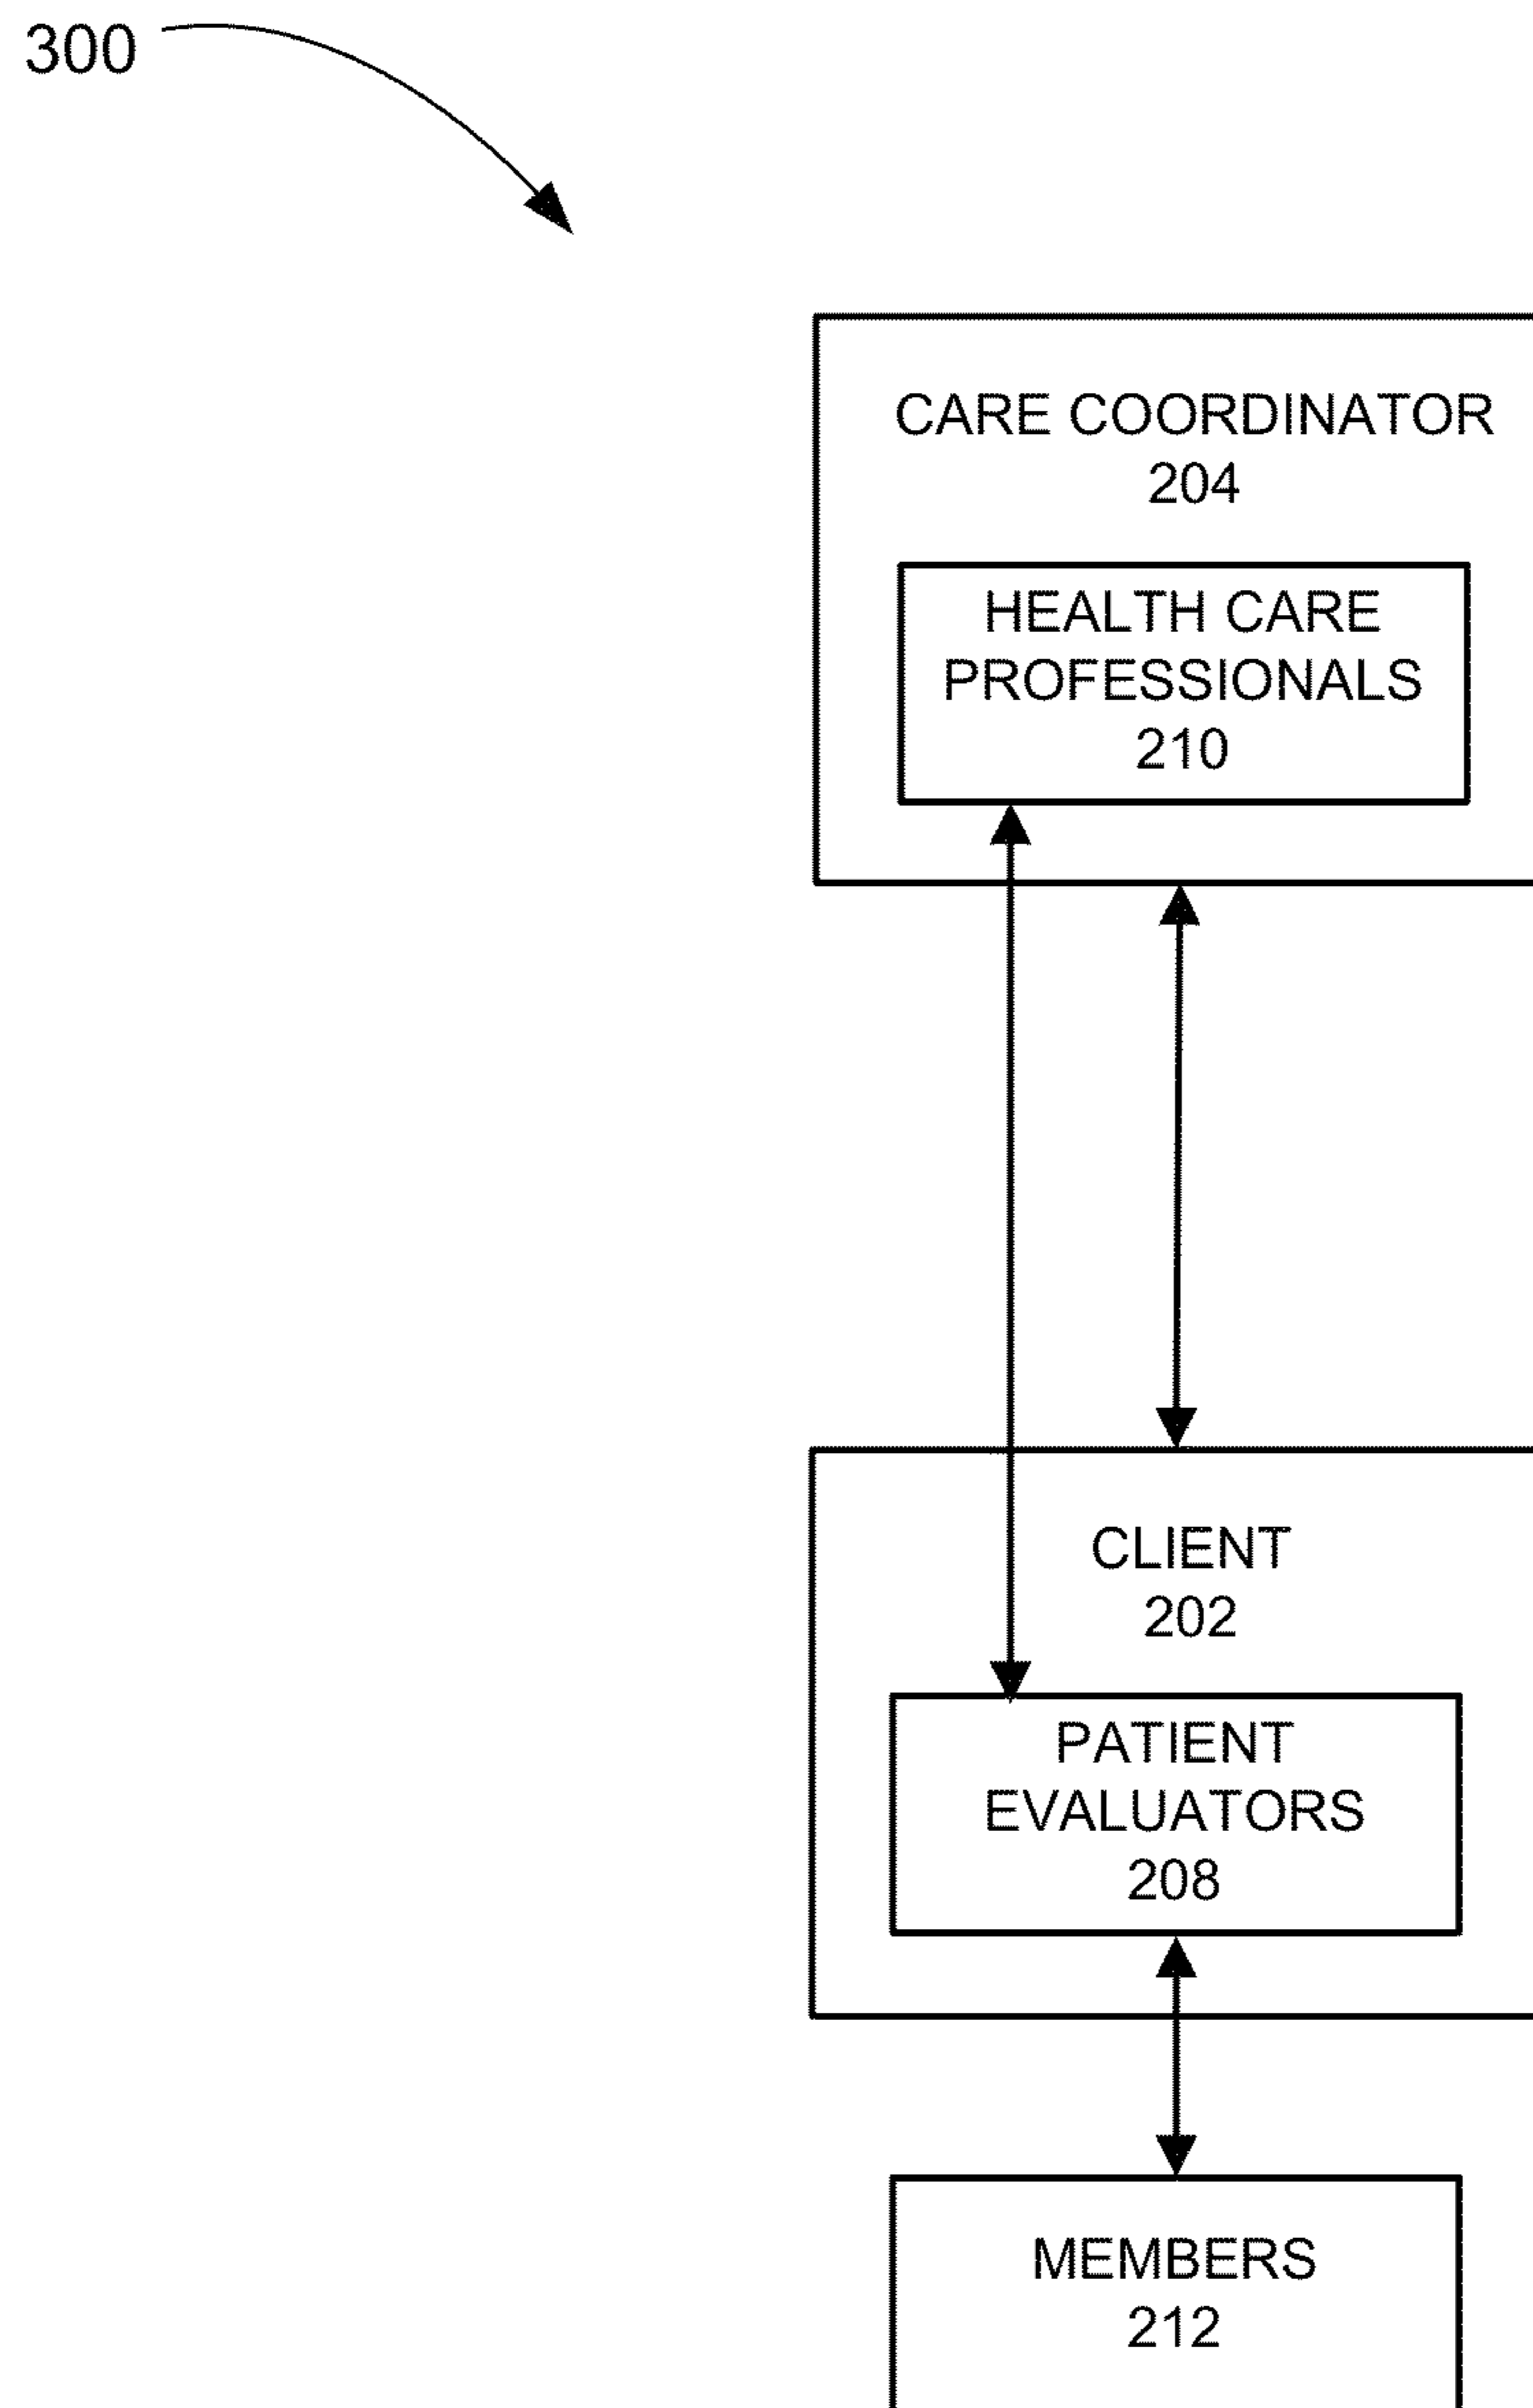 300
CARE COORDINATOR
204
HEALTH CARE
PROFESSIONALS
210
CLIENT
202
PATIENT
EVALUATORS
208
MEMBERS
212